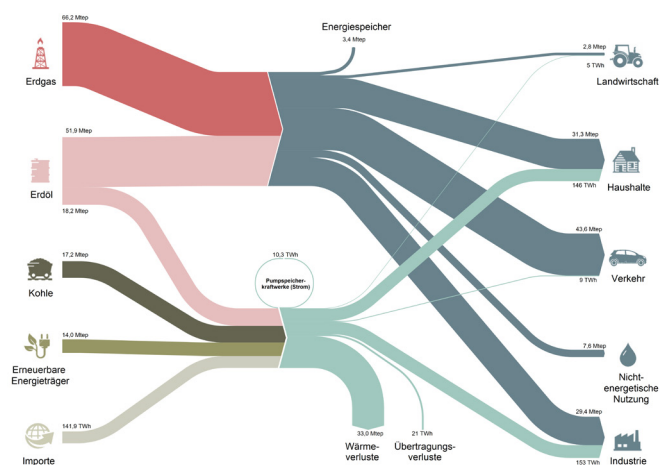 66,2 Mtep
Erdgas
51,9 Mtep
Erdöl
18,2 Mtep
17,2 Mtep
Kohle
14,0 Mtep
Erneuerbare
Energieträger
141,9 TWh
Importe
Energiespeicher
3,4 Mtep
10,3 TWh
Pumpspeicher-
kraftwerke (Strom)
33,0 Mtep
Wärme-
verluste
21 TWh
Übertragungs-
verluste
2,8 Mtep
5 TWh
Landwirtschaft
31,3 Mtep
Haushalte
146 TWh
43,6 Mtep
Verkehr
9 TWh
7,6 Mtep
Nicht-
energetische
Nutzung
29,4 Mtep
Industrie
153 TWh